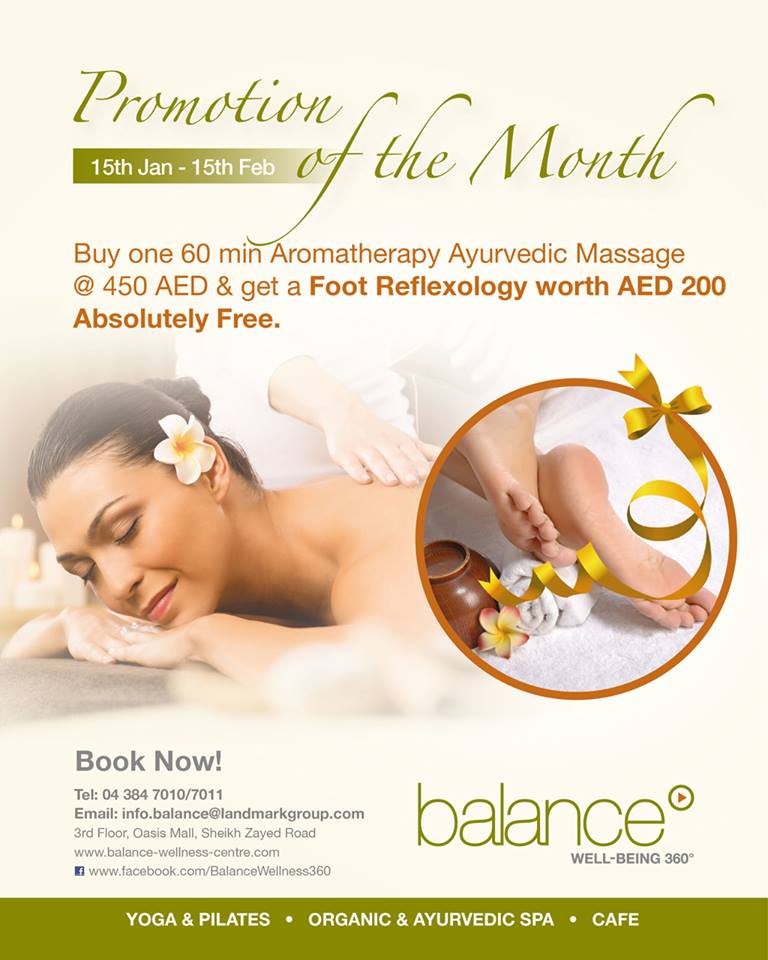 Promotion
of the Month
15th Jan - 15th Feb
Buy one 60 min Aromatherapy Ayurvedic Massage
@ 450 AED & get a Foot Reflexology worth AED 200
Absolutely Free.
Book Now!
Tel: 04 384 7010/7011
Email: info.balance@landmarkgroup.com
3rd Floor, Oasis Mall, Sheikh Zayed Road
www.balance-wellness-centre.com
f www.facebook.com/BalanceWellness360
balance
WELL-BEING 360°
YOGA & PILATES • ORGANIC & AYURVEDIC SPA • CAFE